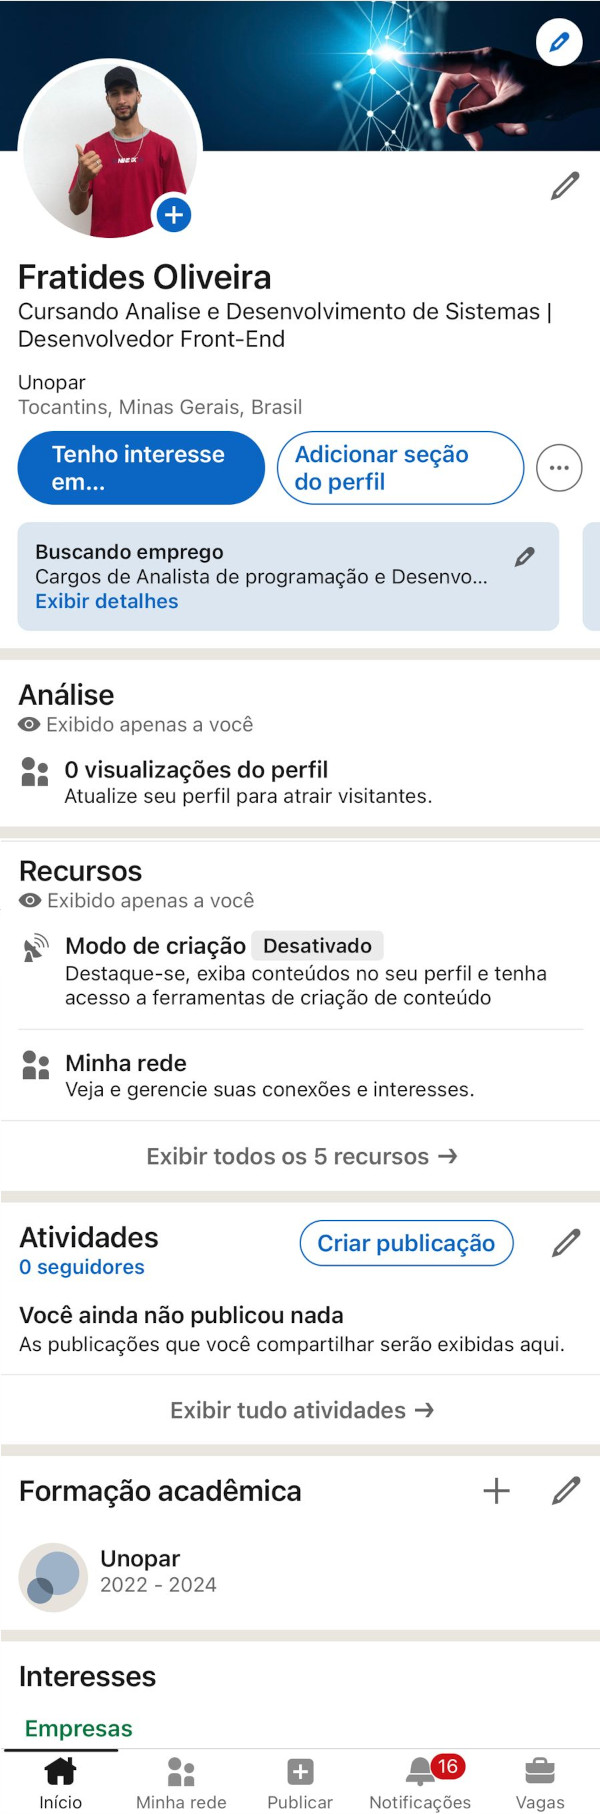 Fratides Oliveira
Cursando Analise e Desenvolvimento de Sistemas |
Desenvolvedor Front-End
Unopar
Tocantins, Minas Gerais, Brasil
Tenho interesse
em...
Adicionar seção
do perfil
Buscando emprego
Cargos de Analista de programação e Desenvo...
Exibir detalhes
Análise
Exibido apenas a você
0 visualizações do perfil
Atualize seu perfil para atrair visitantes.
Recursos
Exibido apenas a você
Modo de criação Desativado
Destaque-se, exiba conteúdos no seu perfil e tenha
acesso a ferramentas de criação de conteúdo
Minha rede
Veja e gerencie suas conexões e interesses.
Exibir todos os 5 recursos →
Atividades
Criar publicação
0 seguidores
Você ainda não publicou nada
As publicações que você compartilhar serão exibidas aqui.
Exibir tudo atividades →
Formação acadêmica
Unopar
2022 - 2024
Interesses
Empresas
16
Início Minha rede Publicar Notificações Vagas